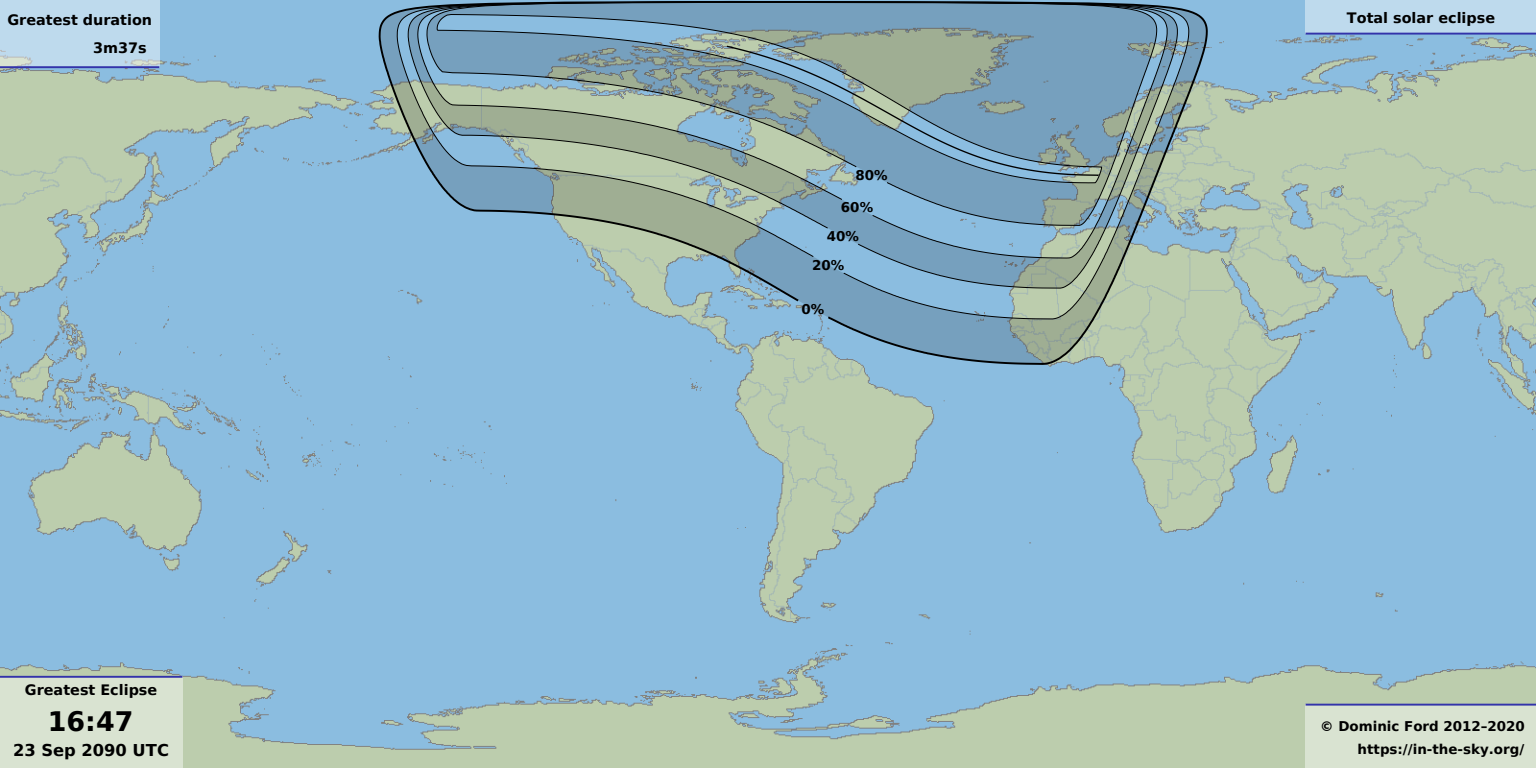 Greatest duration
3m37s
Total solar eclipse
80%
60%
40%
20%
0%
Greatest Eclipse
16:47
23 Sep 2090 UTC
© Dominic Ford 2012–2020
https://in-the-sky.org/